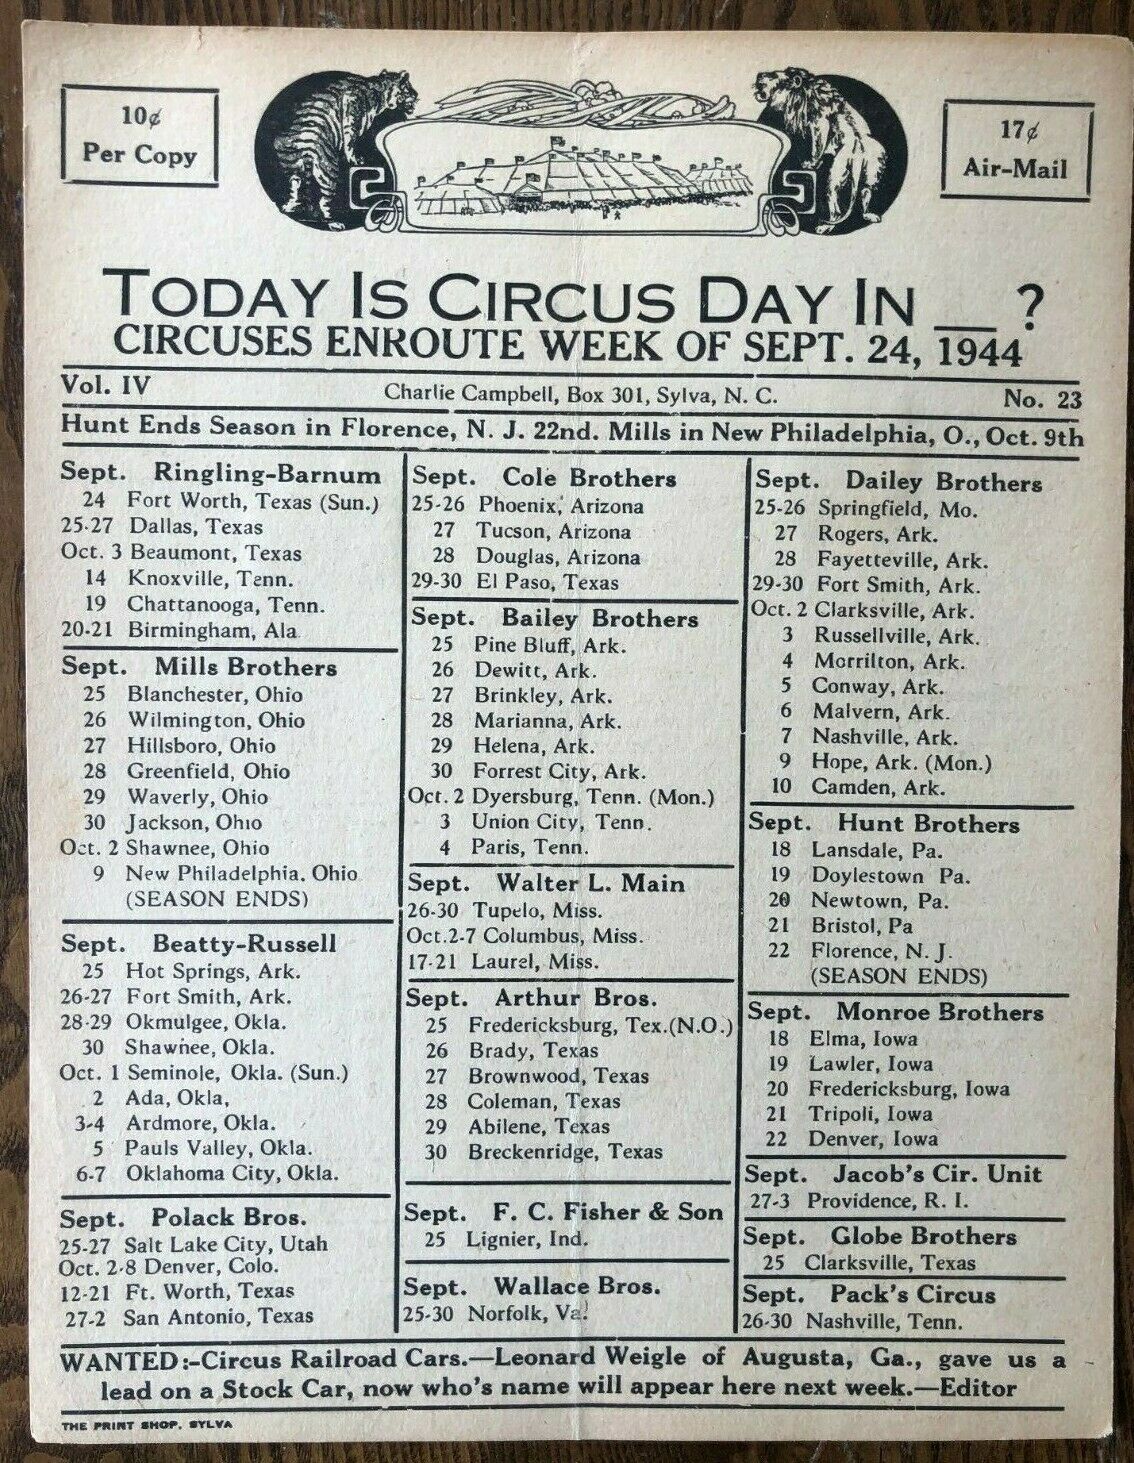 10¢
Per Copy
17¢
Air-Mail
TODAY IS CIRCUS DAY IN ___ ?
CIRCUSES ENROUTE WEEK OF SEPT. 24, 1944
Vol. IV Charlie Campbell, Box 301, Sylva, N. C. No. 23
Hunt Ends Season in Florence, N. J. 22nd. Mills in New Philadelphia, O., Oct. 9th
Sept. Ringling-Barnum
24 Fort Worth, Texas (Sun.)
25-27 Dallas, Texas
Oct. 3 Beaumont, Texas
14 Knoxville, Tenn.
19 Chattanooga, Tenn.
20-21 Birmingham, Ala
Sept. Mills Brothers
25 Blanchester, Ohio
26 Wilmington, Ohio
27 Hillsboro, Ohio
28 Greenfield, Ohio
29 Waverly, Ohio
30 Jackson, Ohio
Oct. 2 Shawnee, Ohio
9 New Philadelphia. Ohio
(SEASON ENDS)
Sept. Beatty-Russell
25 Hot Springs, Ark.
26-27 Fort Smith, Ark.
28-29 Okmulgee, Okla.
30 Shawnee, Okla.
Oct. 1 Seminole, Okla. (Sun.)
2 Ada, Okla,
3-4 Ardmore, Okla.
5 Pauls Valley, Okla.
6-7 Oklahoma City, Okla.
Sept. Polack Bros.
25-27 Salt Lake City, Utah
Oct. 2-8 Denver, Colo.
12-21 Ft. Worth, Texas
27-2 San Antonio, Texas
Sept. Cole Brothers
25-26 Phoenix, Arizona
27 Tucson, Arizona
28 Douglas, Arizona
29-30 El Paso, Texas
Sept. Bailey Brothers
25 Pine Bluff, Ark.
26 Dewitt, Ark.
27 Brinkley, Ark.
28 Marianna, Ark.
29 Helena, Ark.
30 Forrest City, Ark.
Oct. 2 Dyersburg, Tenn. (Mon.)
3 Union City, Tenn.
4 Paris, Tenn.
Sept. Walter L. Main
26-30 Tupelo, Miss.
Oct.2-7 Columbus, Miss.
17-21 Laurel, Miss.
Sept. Arthur Bros.
25 Fredericksburg, Tex.(N.O.)
26 Brady, Texas
27 Brownwood, Texas
28 Coleman, Texas
29 Abilene, Texas
30 Breckenridge, Texas
Sept. F. C. Fisher & Son
25 Lignier, Ind.
Sept. Wallace Bros.
25-30 Norfolk, Va.
Sept. Dailey Brothers
25-26 Springfield, Mo.
27 Rogers, Ark.
28 Fayetteville, Ark.
29-30 Fort Smith, Ark.
Oct. 2 Clarksville, Ark.
3 Russellville, Ark.
4 Morrilton, Ark.
5 Conway, Ark.
6 Malvern, Ark.
7 Nashville, Ark.
9 Hope, Ark. (Mon.)
10 Camden, Ark.
Sept. Hunt Brothers
18 Lansdale, Pa.
19 Doylestown Pa.
20 Newtown, Pa.
21 Bristol, Pa
22 Florence, N. J.
(SEASON ENDS)
Sept. Monroe Brothers
18 Elma, Iowa
19 Lawler, Iowa
20 Fredericksburg, Iowa
21 Tripoli, Iowa
22 Denver, Iowa
Sept. Jacob's Cir. Unit
27-3 Providence, R. I.
Sept. Globe Brothers
25 Clarksville, Texas
Sept. Pack's Circus
26-30 Nashville, Tenn.
WANTED:-Circus Railroad Cars.—Leonard Weigle of Augusta, Ga., gave us a
lead on a Stock Car, now who's name will appear here next week.—Editor
THE PRINT SHOP, SYLVA